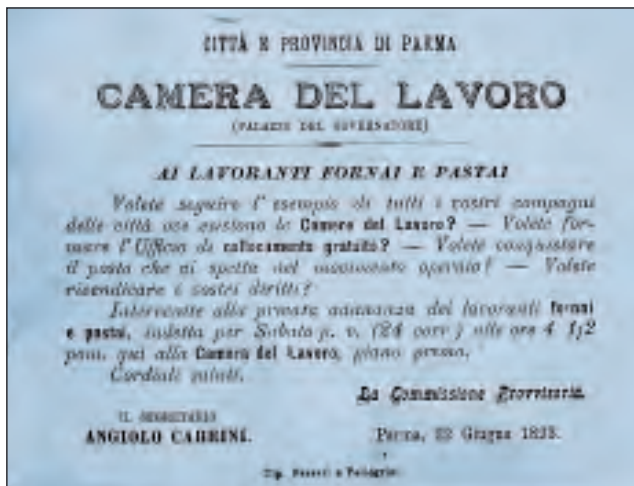 CITTÀ E PROVINCIA DI PARMA
CAMERA DEL LAVORO
(PALAZZO DEL GOVERNATORE)
AI LAVORANTI FORNAI E PASTAI
Volete seguire l'esempio di tutti i vostri compagni
delle città ove esistono le Camere del Lavoro? — Volete for-
mare l'Ufficio di collocamento gratuito? — Volete conquistare
il posto che vi spetta nel movimento operaio? — Volete
rivendicare i vostri diritti?
Intervenite alla privata adunanza dei lavoranti fornai
e pastai, indetta per Sabato p. v. (24 corr.) alle ore 4 1/2
pom. qui alla Camera del Lavoro, piano primo.
Cordiali saluti.
La Commissione Provvisoria.
IL SEGRETARIO
ANGIOLO CABRINI.
Parma, 22 Giugno 1893.
Tip. e Pellegrini